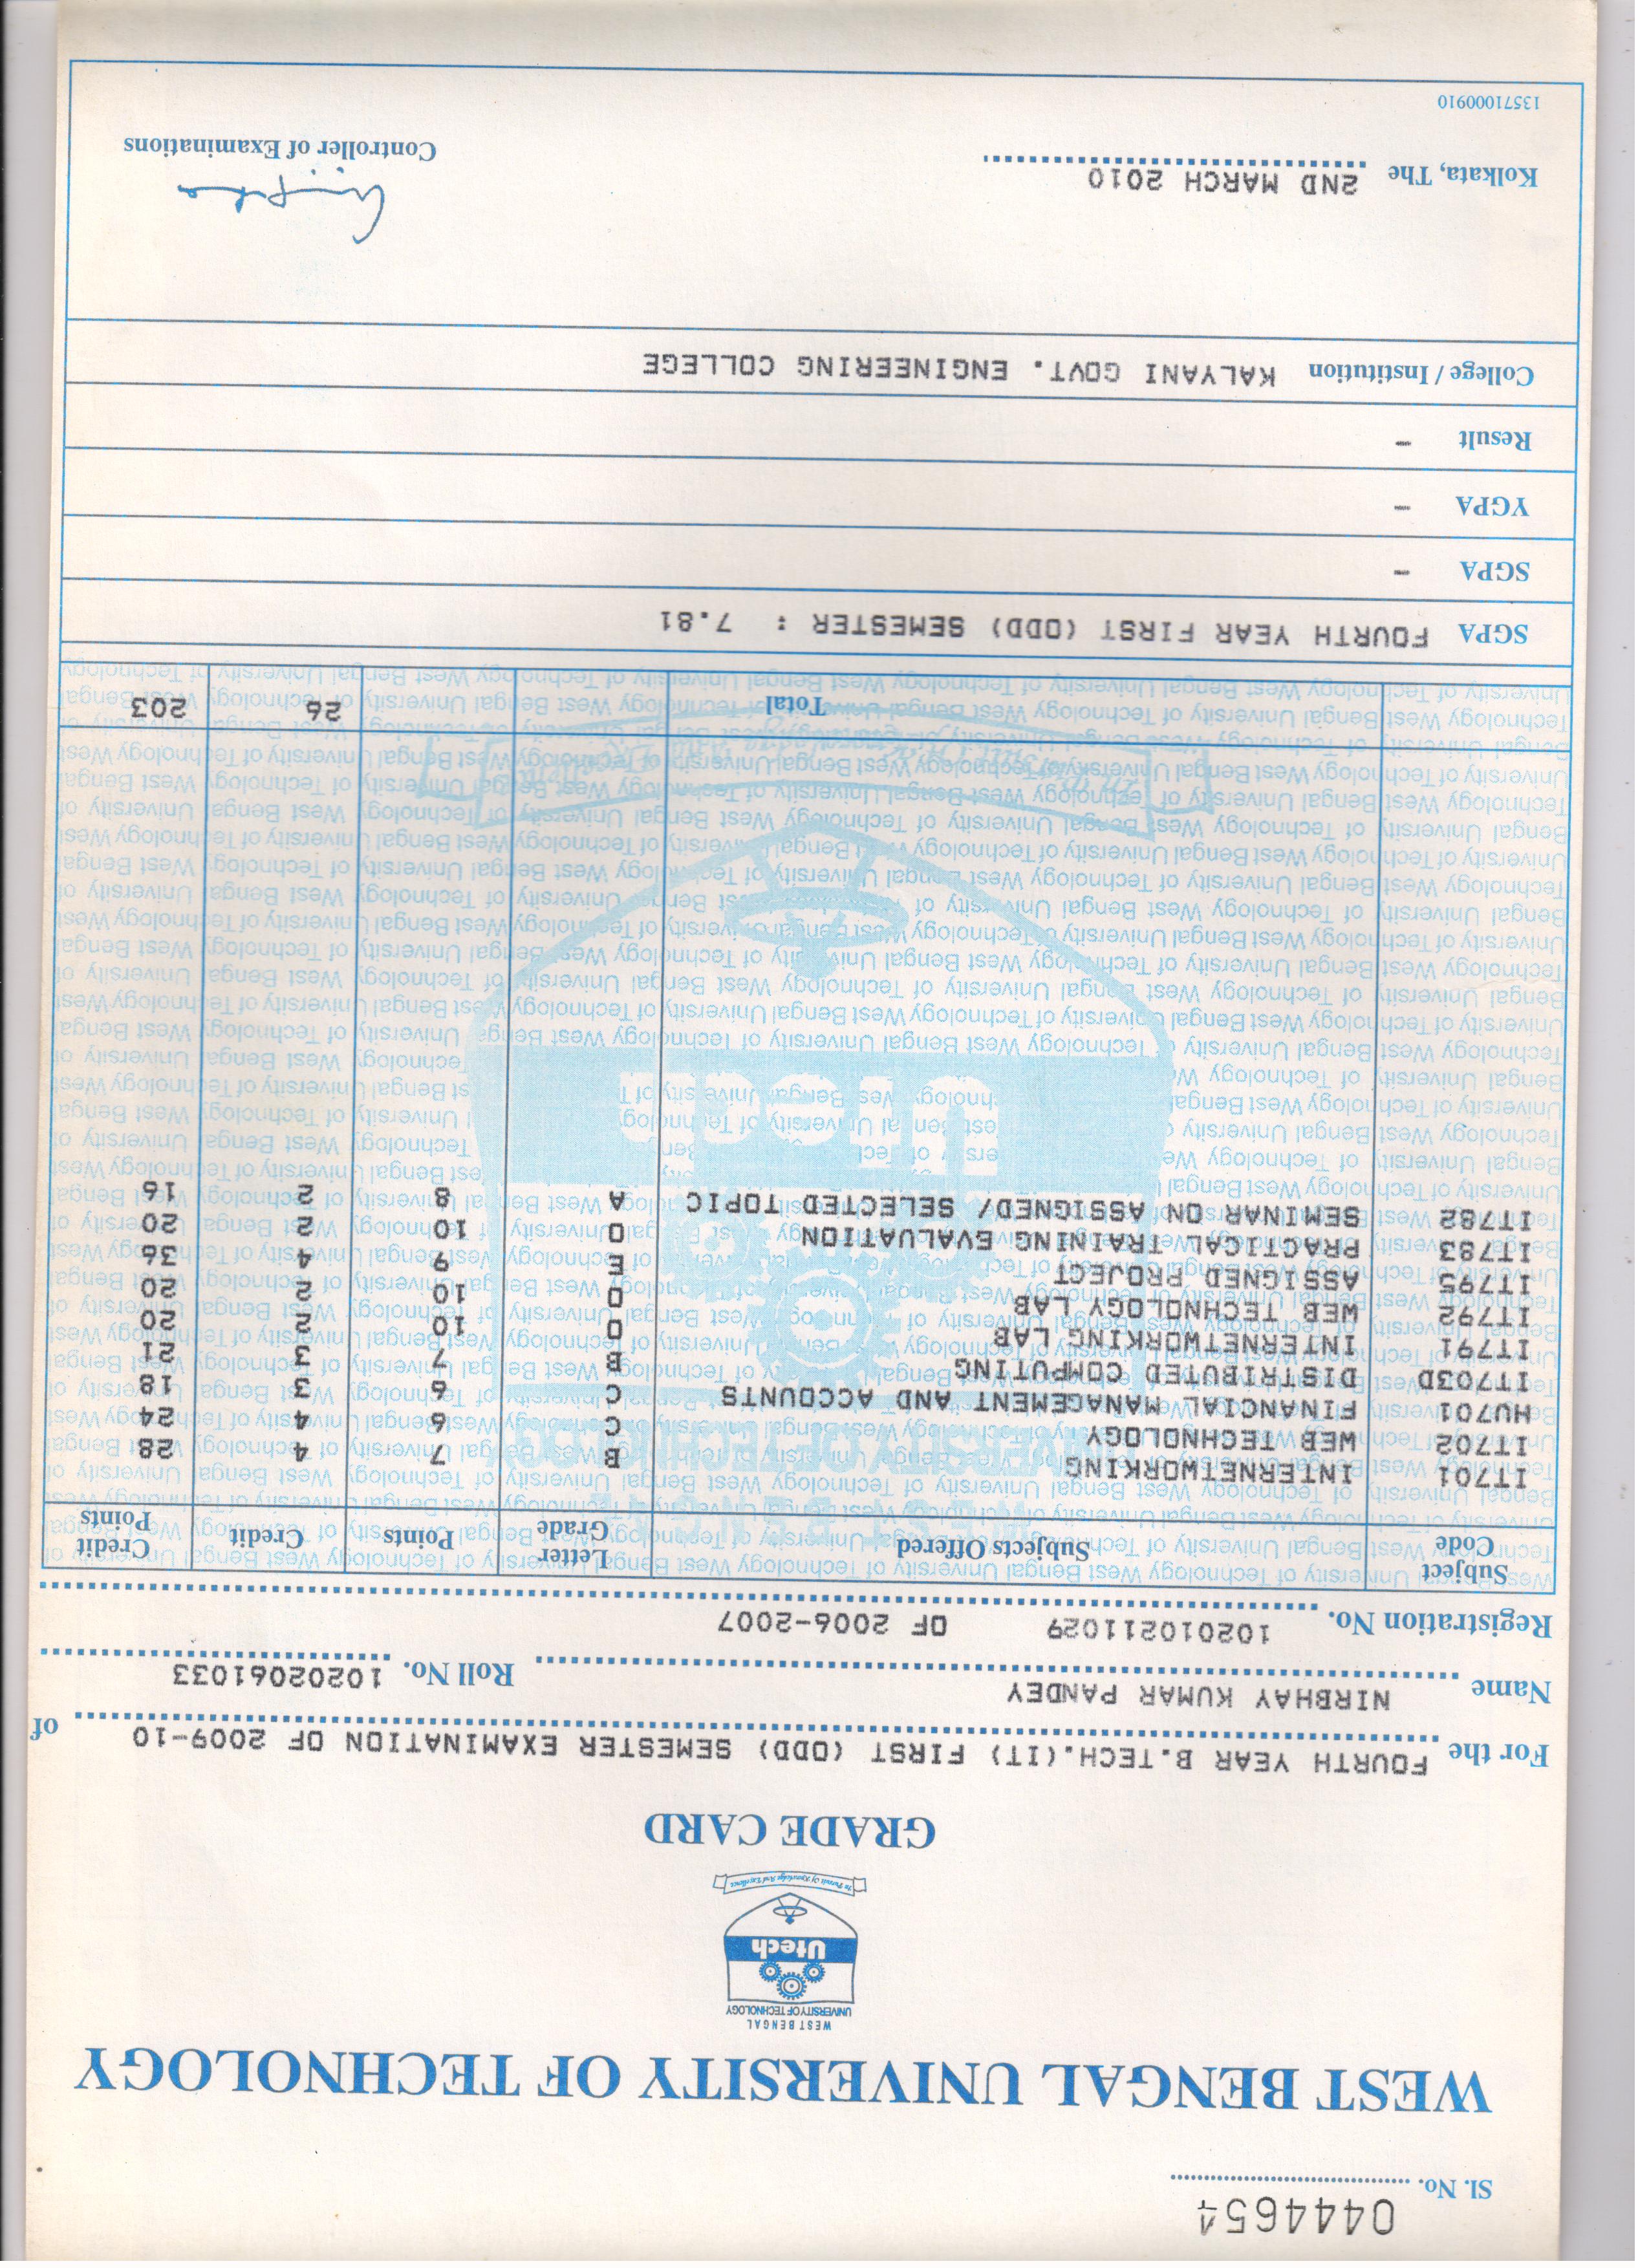 Sl. No. 0444654
WEST BENGAL UNIVERSITY OF TECHNOLOGY
WEST BENGAL
UNIVERSITY OF TECHNOLOGY
Utech
In Pursuit Of Knowledge And Excellence
GRADE CARD
For the FOURTH YEAR B.TECH.(IT) FIRST (ODD) SEMESTER EXAMINATION OF 2009-10 of
Name NIRBHAY KUMAR PANDEY Roll No. 10202061033
Registration No. 102010211029 OF 2006-2007
Subject Code Subjects Offered Letter Grade Points Credit Credit Points
IT701 INTERNETWORKING B 7 4 28
IT702 WEB TECHNOLOGY C 6 4 24
HU701 FINANCIAL MANAGEMENT AND ACCOUNTS C 6 3 18
IT703D DISTRIBUTED COMPUTING B 7 3 21
IT791 INTERNETWORKING LAB O 10 2 20
IT792 WEB TECHNOLOGY LAB O 10 2 20
IT795 ASSIGNED PROJECT E 9 4 36
IT783 PRACTICAL TRAINING EVALUATION O 10 2 20
IT782 SEMINAR ON ASSIGNED/ SELECTED TOPIC A 8 2 16
Total 26 203
SGPA FOURTH YEAR FIRST (ODD) SEMESTER : 7.81
SGPA -
YGPA -
Result -
College / Institution KALYANI GOVT. ENGINEERING COLLEGE
Kolkata, The 2ND MARCH 2010
Controller of Examinations
13571000910